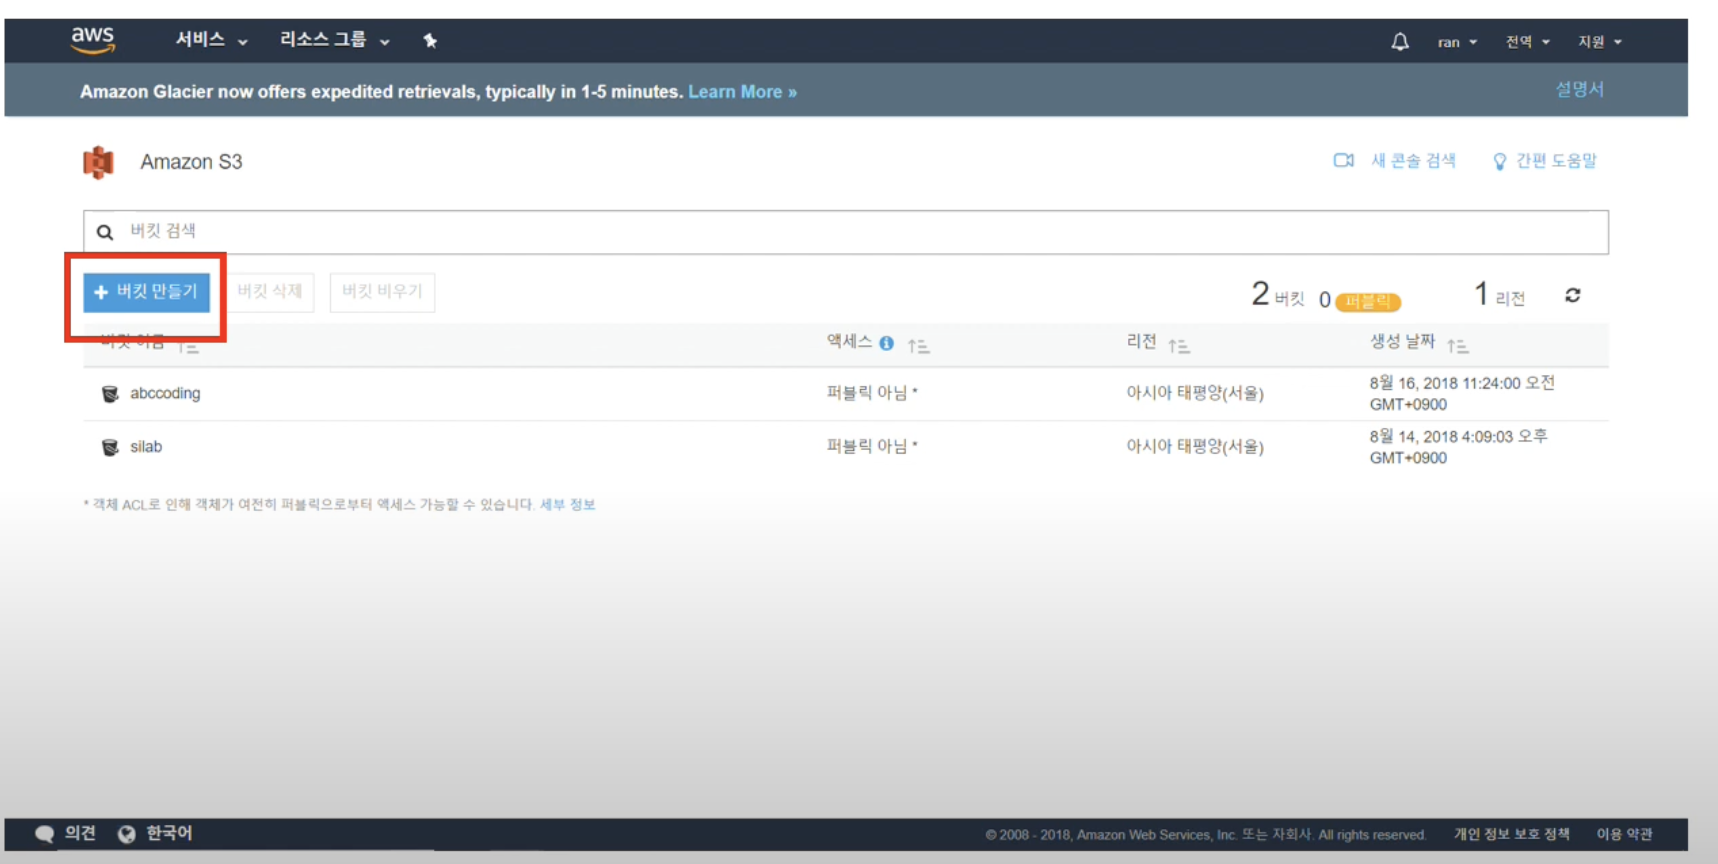 aws 서비스 리소스 그룹 ran 전역 지원
Amazon Glacier now offers expedited retrievals, typically in 1-5 minutes. Learn More » 설명서
Amazon S3 새 콘솔 검색 간편 도움말
버킷 검색
+ 버킷 만들기 버킷 삭제 버킷 비우기 2 버킷 0 퍼블릭 1 리전
버킷 이름 액세스 리전 생성 날짜
abccoding 퍼블릭 아님 * 아시아 태평양(서울) 8월 16, 2018 11:24:00 오전
GMT+0900
silab 퍼블릭 아님 * 아시아 태평양(서울) 8월 14, 2018 4:09:03 오후
GMT+0900
* 객체 ACL로 인해 객체가 여전히 퍼블릭으로부터 액세스 가능할 수 있습니다. 세부 정보
의견 한국어 © 2008 - 2018, Amazon Web Services, Inc. 또는 자회사. All rights reserved. 개인 정보 보호 정책 이용 약관